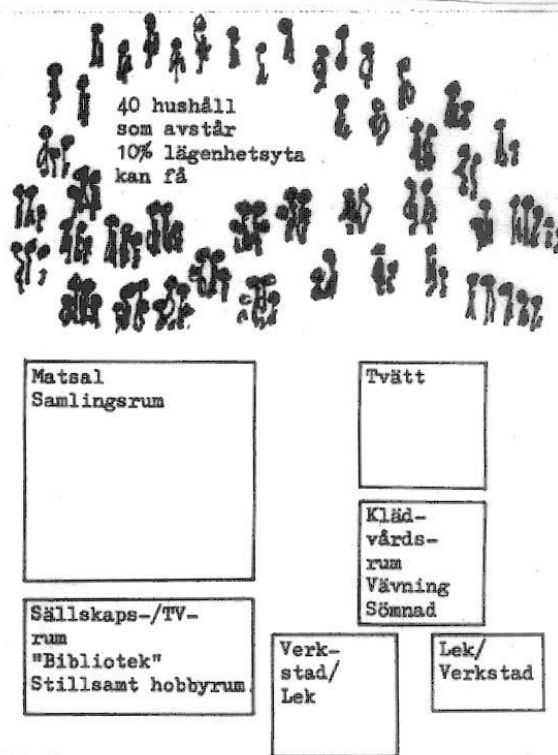 40 hushåll
som avstår
10% lägenhetsyta
kan få
Matsal
Samlingsrum
Tvätt
Kläd-
vårds-
rum
Vävning
Sömnad
Sällskaps-/TV-
rum
"Bibliotek"
Stillsamt hobbyrum
Verk-
stad/
Lek
Lek/
Verkstad